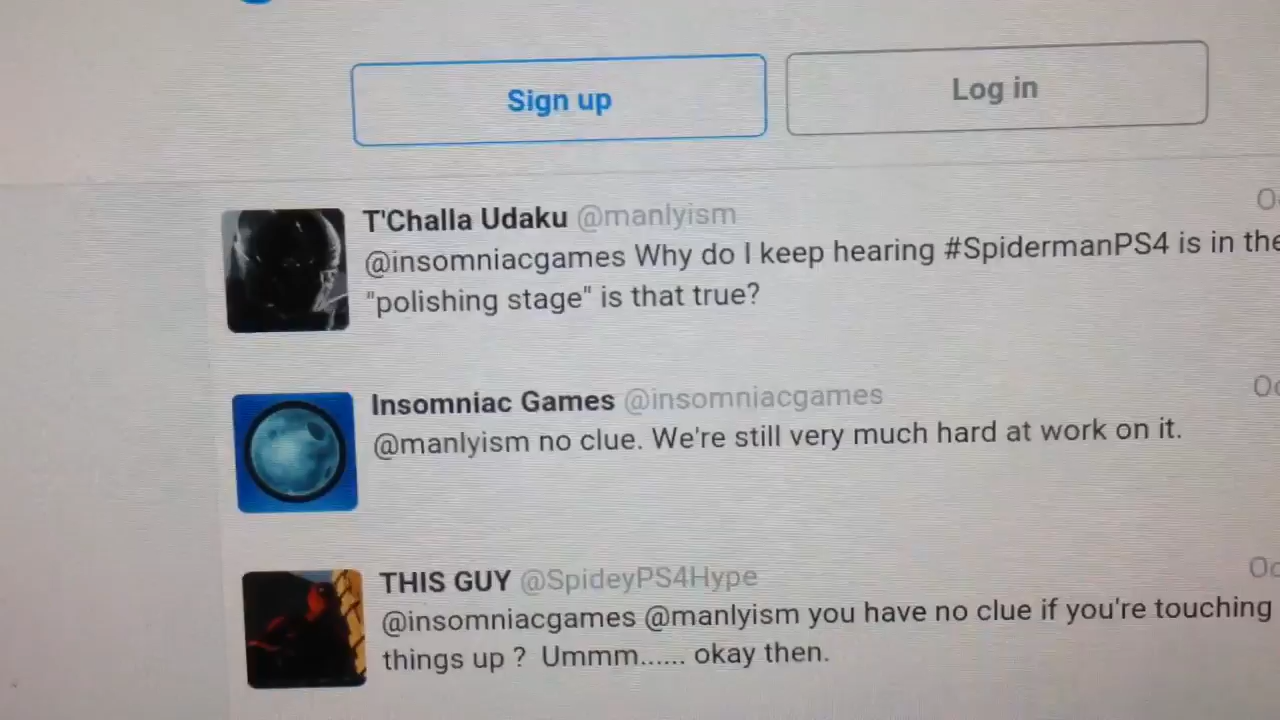 Sign up
Log in
T'Challa Udaku @manlyism
@insomniacgames Why do I keep hearing #SpidermanPS4 is in the
"polishing stage" is that true?
Insomniac Games @insomniacgames
@manlyism no clue. We're still very much hard at work on it.
THIS GUY @SpideyPS4Hype
@insomniacgames @manlyism you have no clue if you're touching
things up ? Ummm...... okay then.